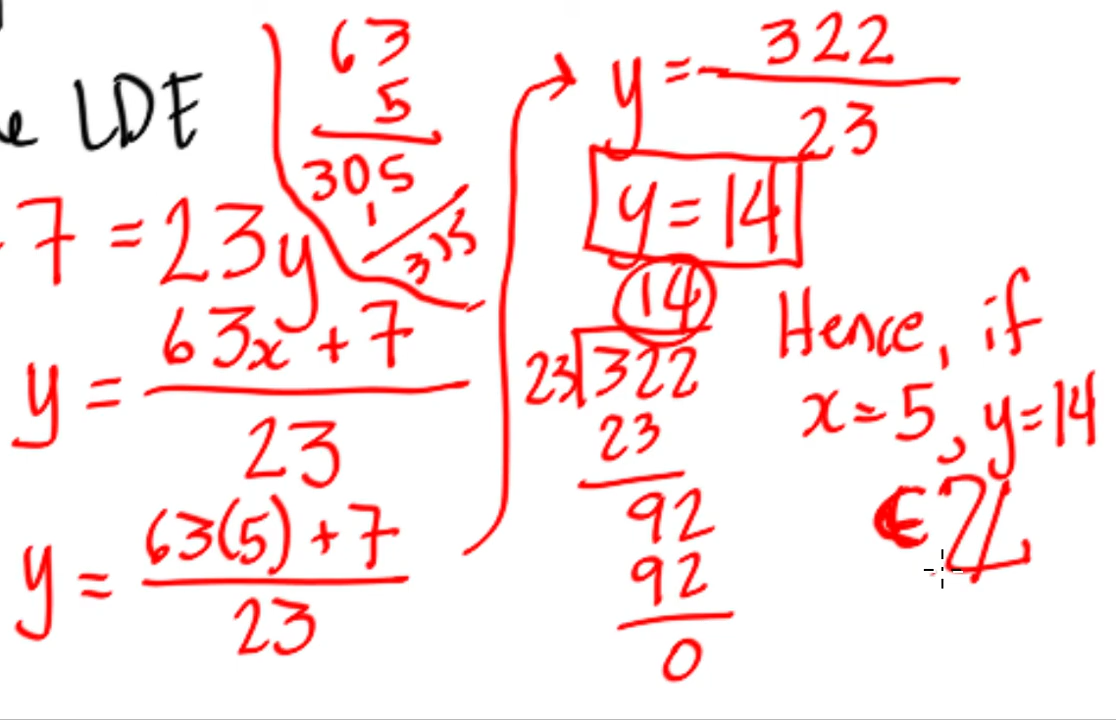 LDE
63
5
305
1
315
7 = 23y
y = 63x + 7
23
y = 63(5) + 7
23
y = 322
23
y = 14
14
23 322
23
92
92
0
Hence, if
x = 5, y = 14
∈ ℤ